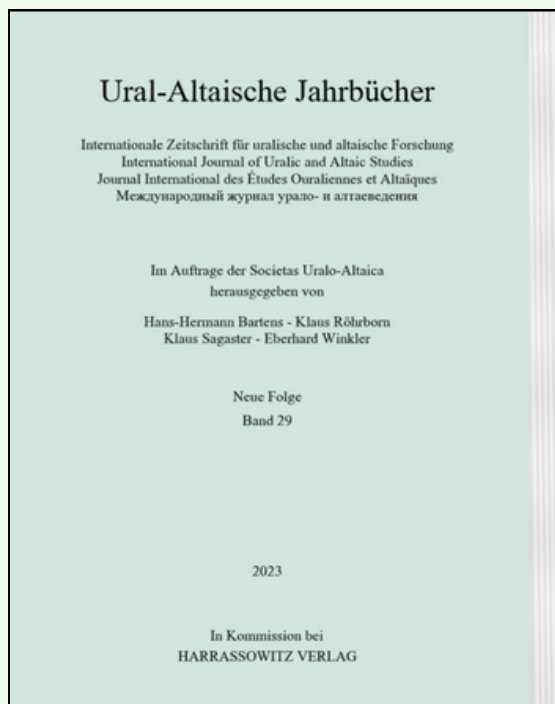 Ural-Altaische Jahrbücher
Internationale Zeitschrift für uralische und altaische Forschung
International Journal of Uralic and Altaic Studies
Journal International des Études Ouraliennes et Altaïques
Международный журнал урало- и алтаеведения
Im Auftrage der Societas Uralo-Altaica
herausgegeben von
Hans-Hermann Bartens - Klaus Röhrborn
Klaus Sagaster - Eberhard Winkler
Neue Folge
Band 29
2023
In Kommission bei
HARRASSOWITZ VERLAG